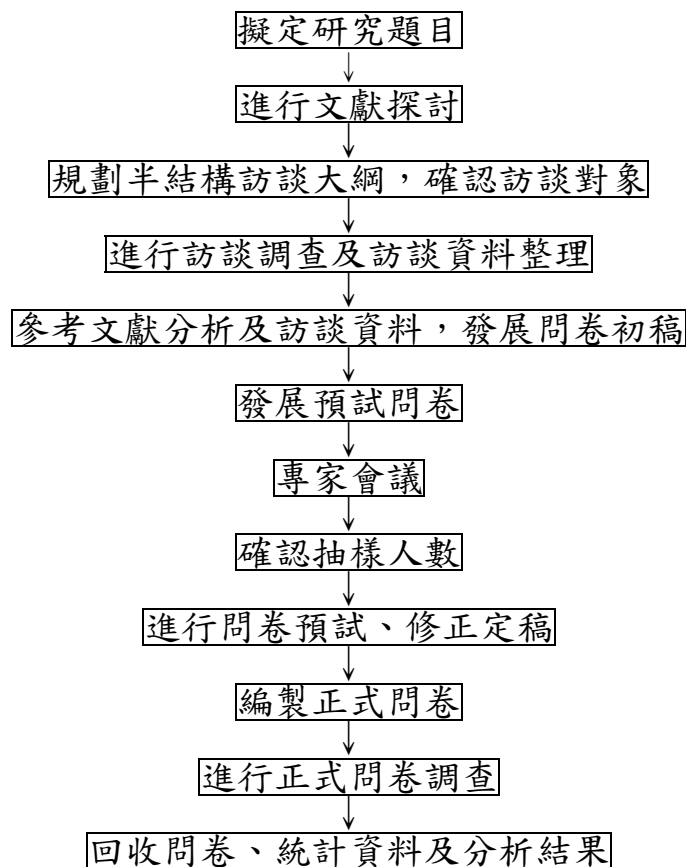 擬定研究題目
進行文獻探討
規劃半結構訪談大綱，確認訪談對象
進行訪談調查及訪談資料整理
參考文獻分析及訪談資料，發展問卷初稿
發展預試問卷
專家會議
確認抽樣人數
進行問卷預試、修正定稿
編製正式問卷
進行正式問卷調查
回收問卷、統計資料及分析結果